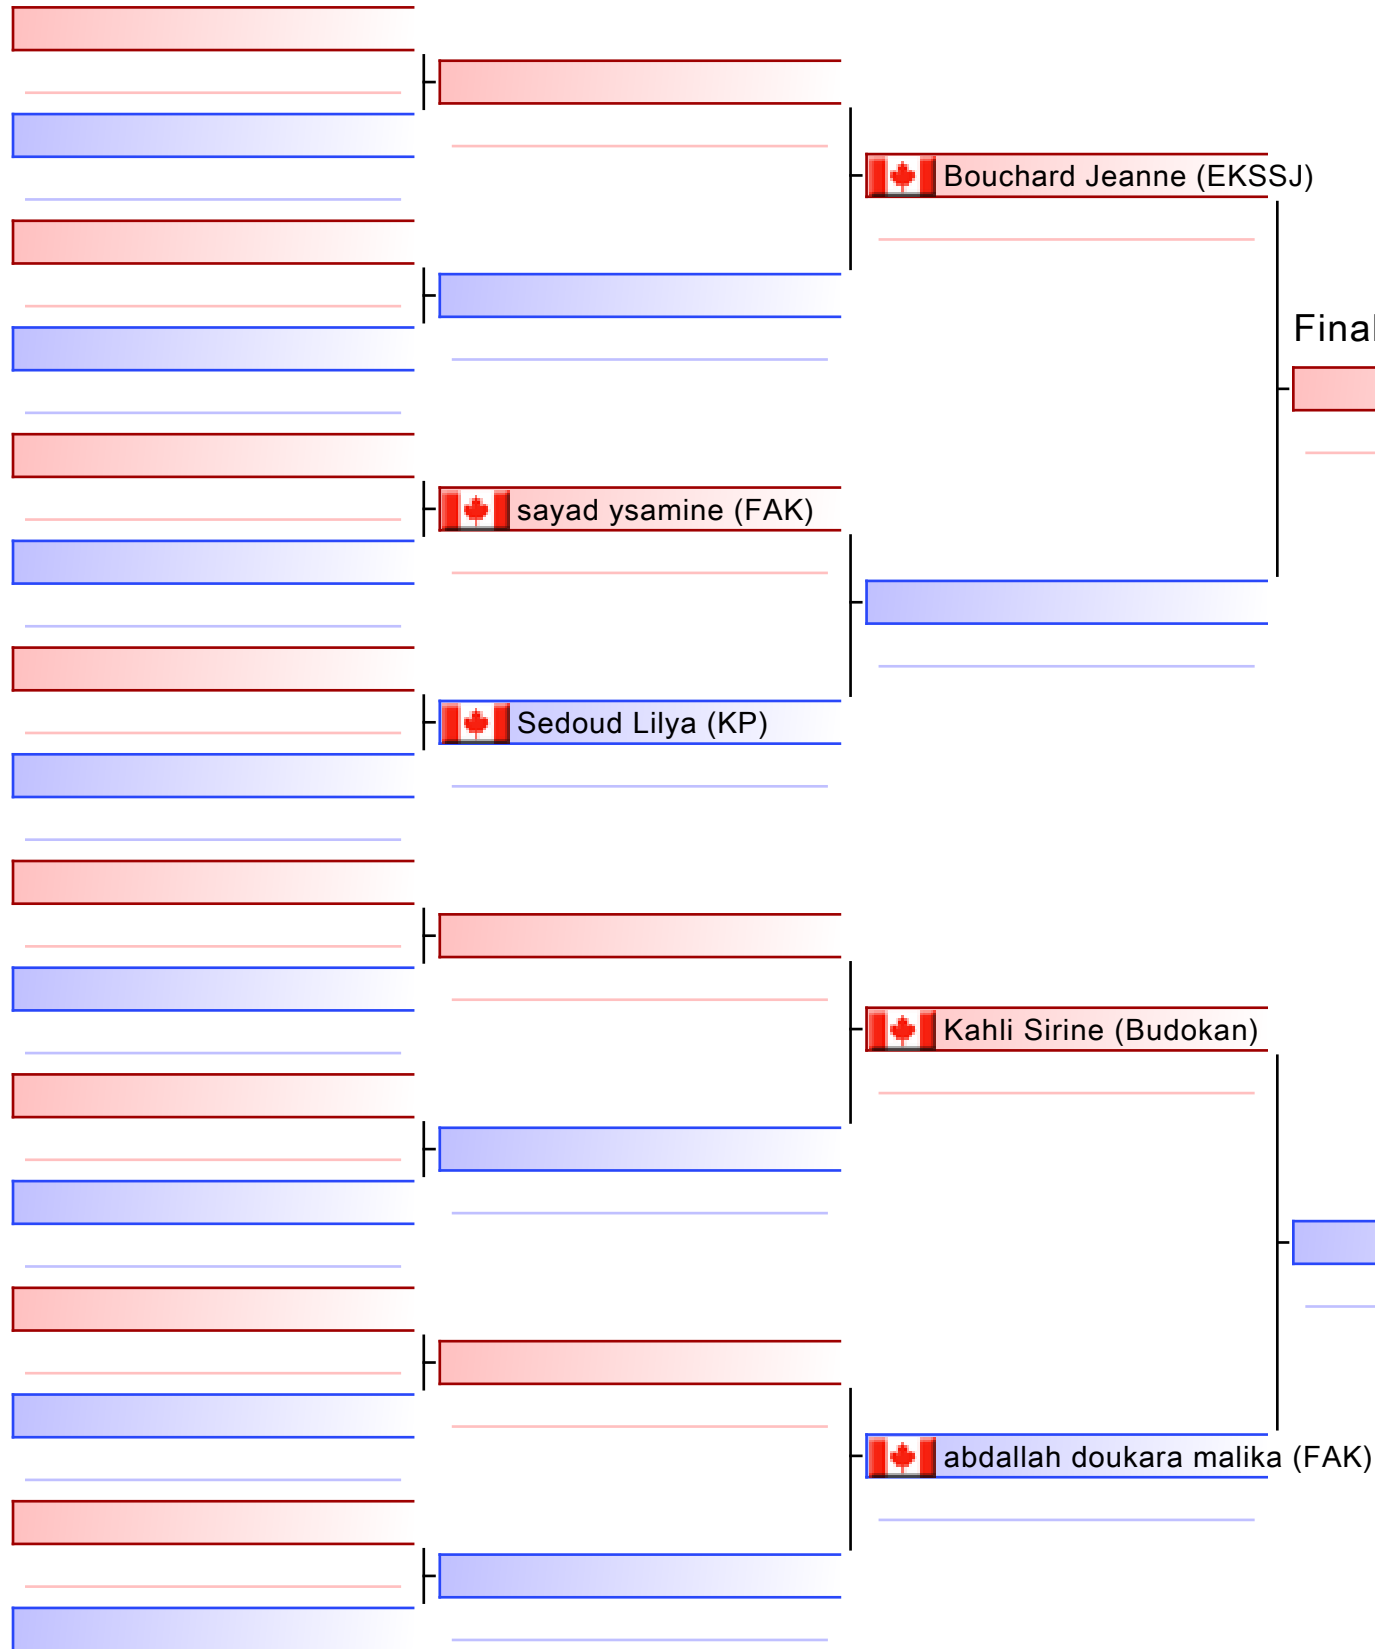 Bouchard Jeanne (EKSSJ)
sayad ysamine (FAK)
Sedoud Lilya (KP)
Kahli Sirine (Budokan)
abdallah doukara malika (FAK)
Final